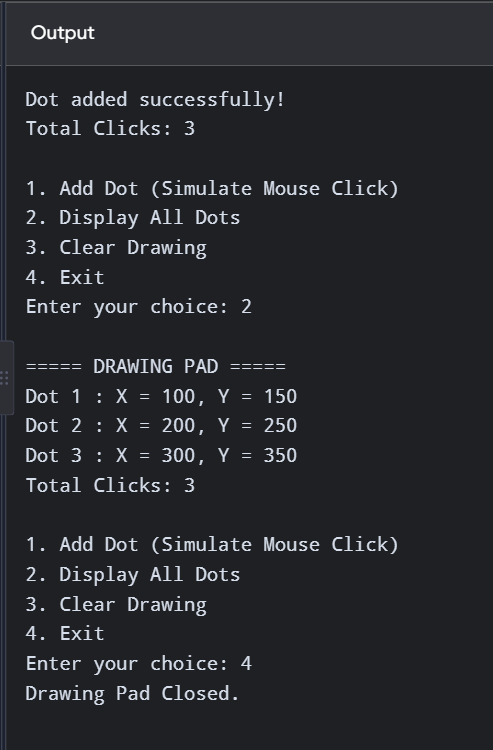 Output
Dot added successfully!
Total Clicks: 3
1. Add Dot (Simulate Mouse Click)
2. Display All Dots
3. Clear Drawing
4. Exit
Enter your choice: 2
===== DRAWING PAD =====
Dot 1 : X = 100, Y = 150
Dot 2 : X = 200, Y = 250
Dot 3 : X = 300, Y = 350
Total Clicks: 3
1. Add Dot (Simulate Mouse Click)
2. Display All Dots
3. Clear Drawing
4. Exit
Enter your choice: 4
Drawing Pad Closed.